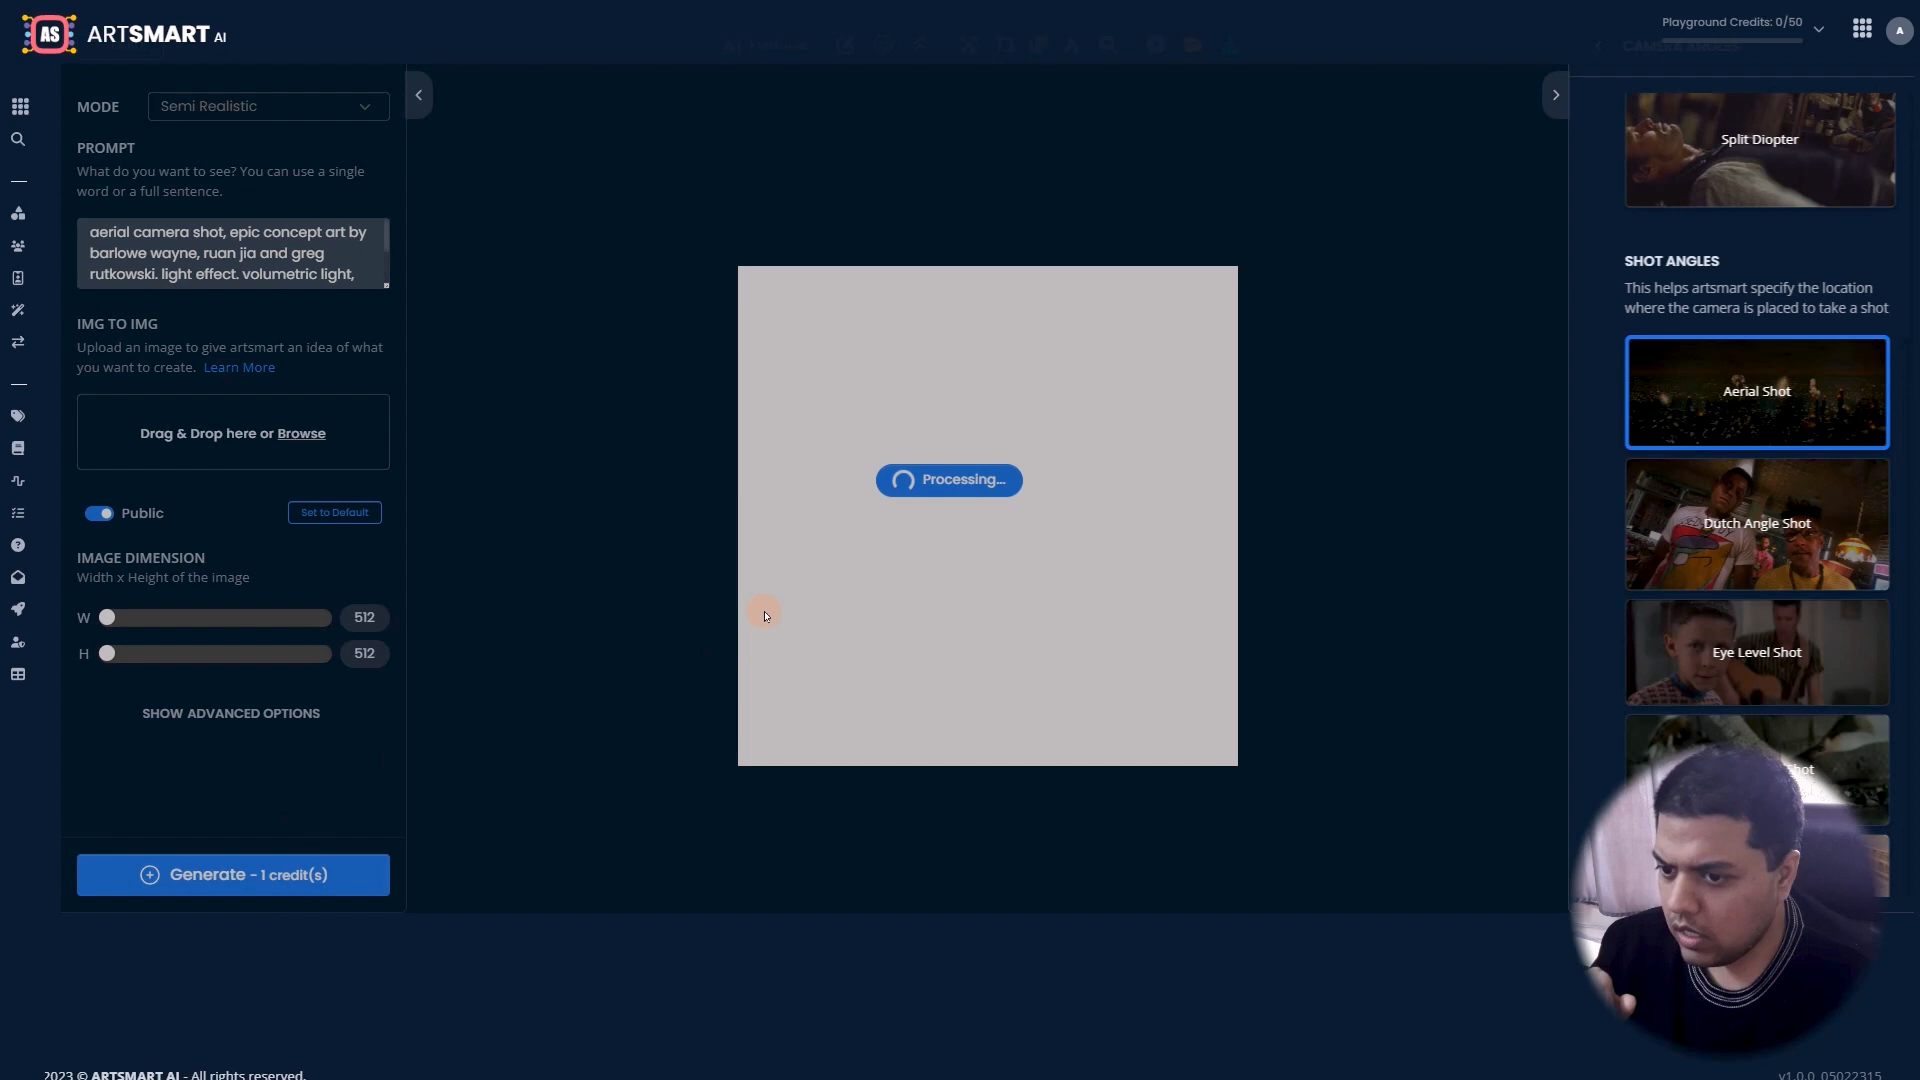 AS ARTSMART AI
Playground Credits: 0/50
A
CAMERA ANGLES
MODE
Semi Realistic
PROMPT
What do you want to see? You can use a single
word or a full sentence.
aerial camera shot, epic concept art by
barlowe wayne, ruan jia and greg
rutkowski. light effect. volumetric light,
IMG TO IMG
Upload an image to give artsmart an idea of what
you want to create. Learn More
Drag & Drop here or Browse
Public
Set to Default
IMAGE DIMENSION
Width x Height of the image
W
512
H
512
SHOW ADVANCED OPTIONS
Generate - 1 credit(s)
Processing...
Split Diopter
SHOT ANGLES
This helps artsmart specify the location
where the camera is placed to take a shot
Aerial Shot
Dutch Angle Shot
Eye Level Shot
hot
2023 © ARTSMART AI - All rights reserved.
v1.0.0_05022315